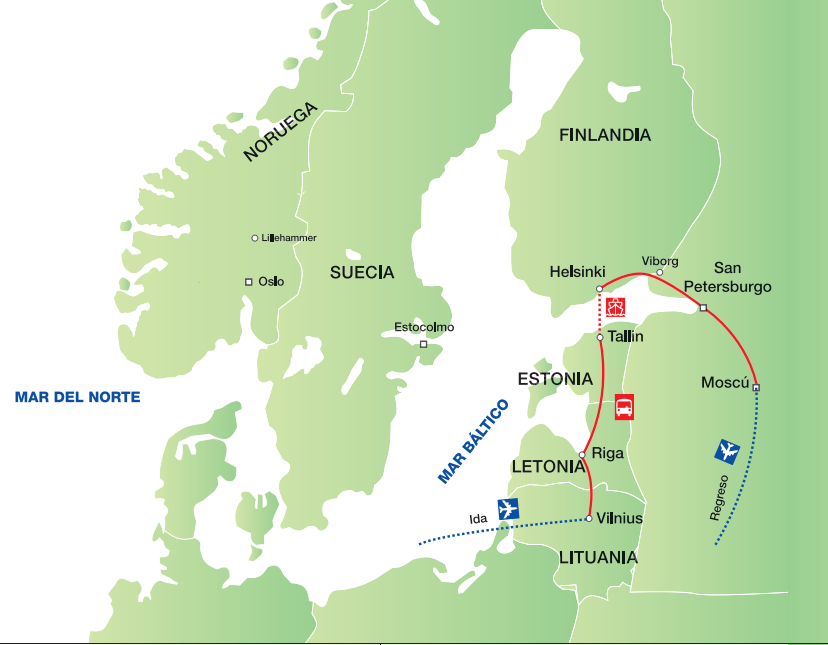 NORUEGA
FINLANDIA
Lillehammer
Oslo
SUECIA
Helsinki
Viborg
San
Petersburgo
Estocolmo
Tallin
MAR DEL NORTE
ESTONIA
Moscú
MAR BÁLTICO
Riga
LETONIA
Regreso
Ida
Vilnius
LITUANIA